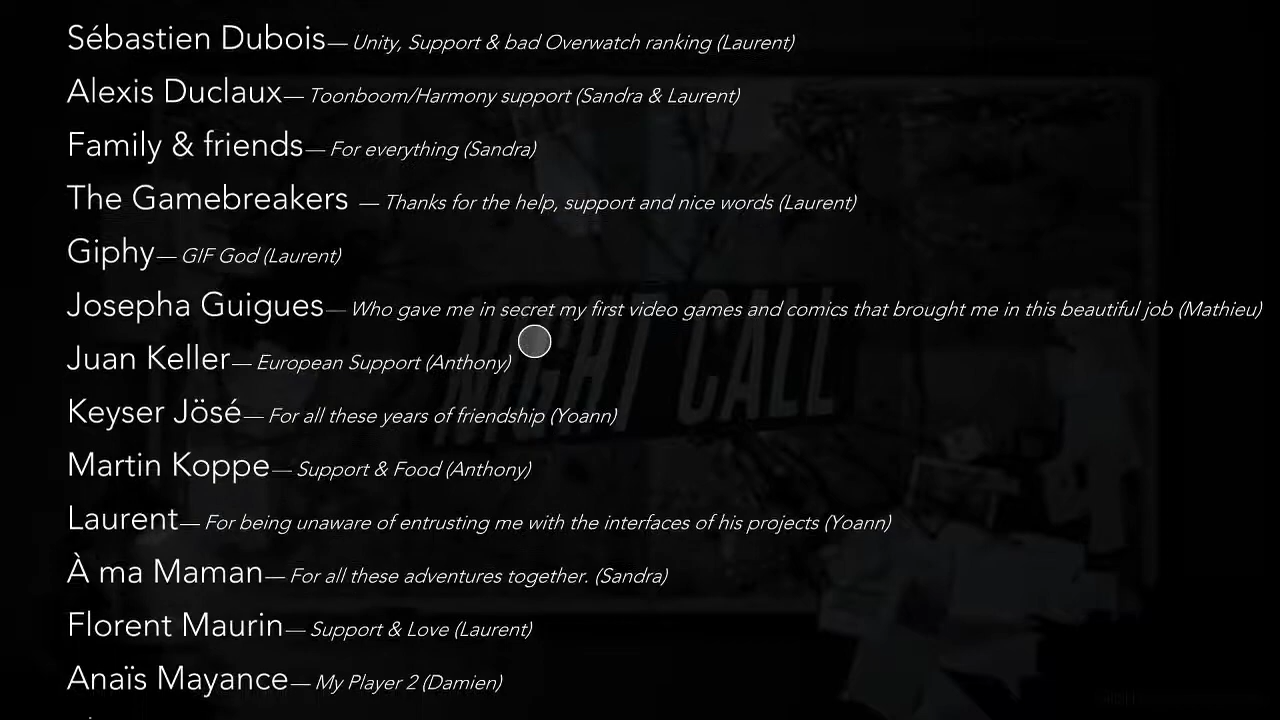 Sébastien Dubois— Unity, Support & bad Overwatch ranking (Laurent)
Alexis Duclaux— Toonboom/Harmony support (Sandra & Laurent)
Family & friends— For everything (Sandra)
The Gamebreakers — Thanks for the help, support and nice words (Laurent)
Giphy— GIF God (Laurent)
Josepha Guigues— Who gave me in secret my first video games and comics that brought me in this beautiful job (Mathieu)
Juan Keller— European Support (Anthony)
NIGHT CALL
Keyser Jösé— For all these years of friendship (Yoann)
Martin Koppe— Support & Food (Anthony)
Laurent— For being unaware of entrusting me with the interfaces of his projects (Yoann)
À ma Maman— For all these adventures together. (Sandra)
Florent Maurin— Support & Love (Laurent)
Anaïs Mayance— My Player 2 (Damien)